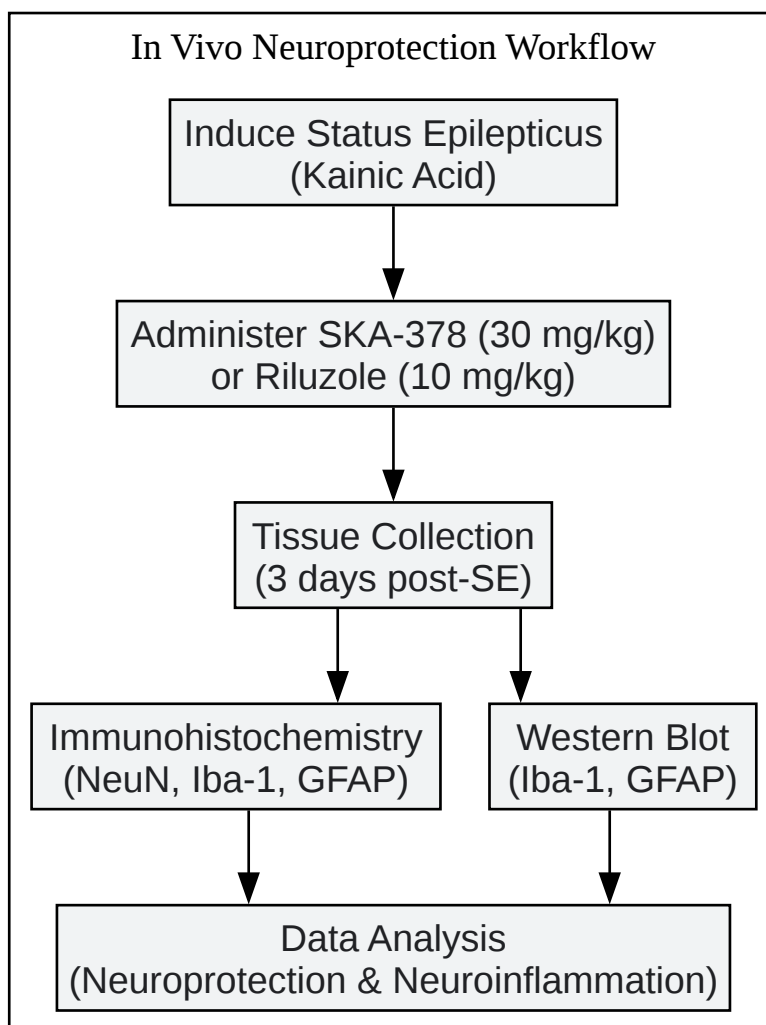 In Vivo Neuroprotection Workflow
Induce Status Epilepticus
(Kainic Acid)
Administer SKA-378 (30 mg/kg)
or Riluzole (10 mg/kg)
Tissue Collection
(3 days post-SE)
Immunohistochemistry
(NeuN, Iba-1, GFAP)
Western Blot
(Iba-1, GFAP)
Data Analysis
(Neuroprotection & Neuroinflammation)